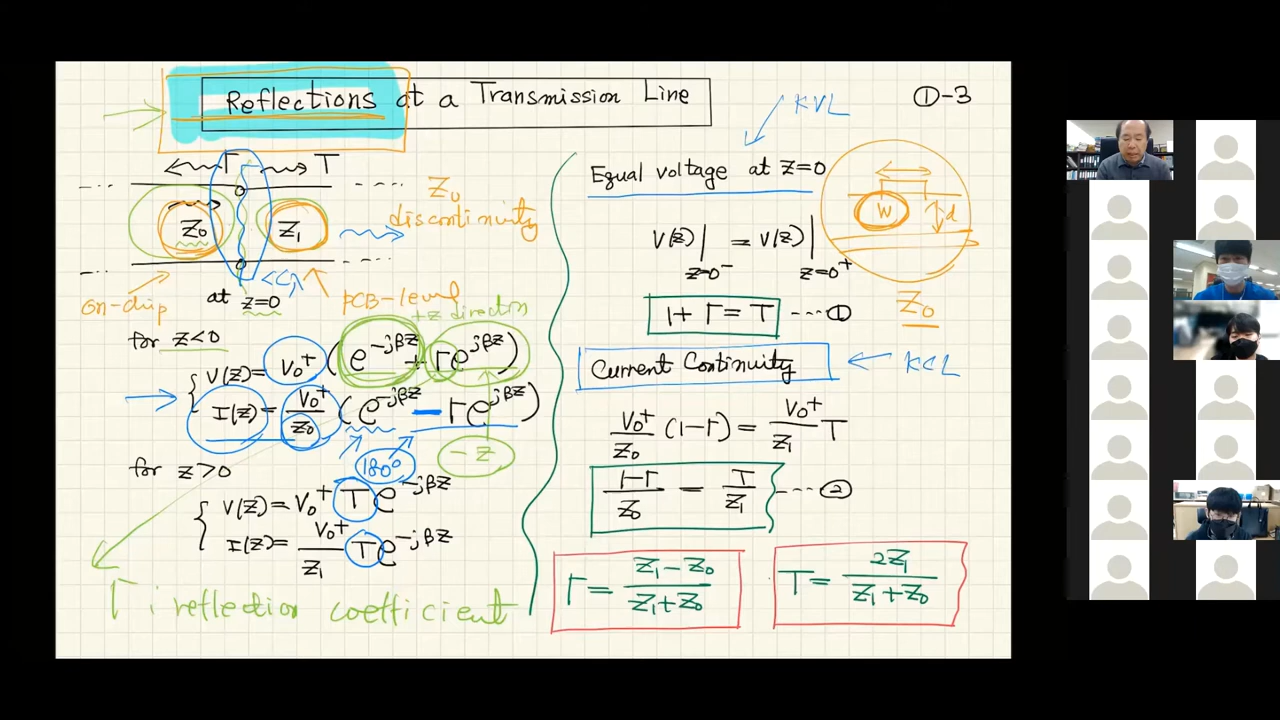 Reflections at a Transmission Line
①-3
Γ T
Z₀ Z₁
Z₀ discontinuity
on-chip
at z=0
PCB-level
+z direction
for z<0
V(z)= V₀⁺ (e^{-jβz} + Γe^{jβz})
I(z)= V₀⁺/Z₀ (e^{-jβz} − Γe^{jβz})
180°
-z
for z>0
V(z)= V₀⁺ T e^{-jβz}
I(z)= V₀⁺/Z₁ T e^{-jβz}
Γ : reflection coefficient
KVL
Equal voltage at z=0
W d
Z₀
V(z)|z=0⁻ = V(z)|z=0⁺
1+Γ=T ----①
Current Continuity
KCL
V₀⁺/Z₀ (1-Γ) = V₀⁺/Z₁ T
(1-Γ)/Z₀ = T/Z₁ ----②
Γ= (Z₁-Z₀)/(Z₁+Z₀)
T= 2Z₁/(Z₁+Z₀)